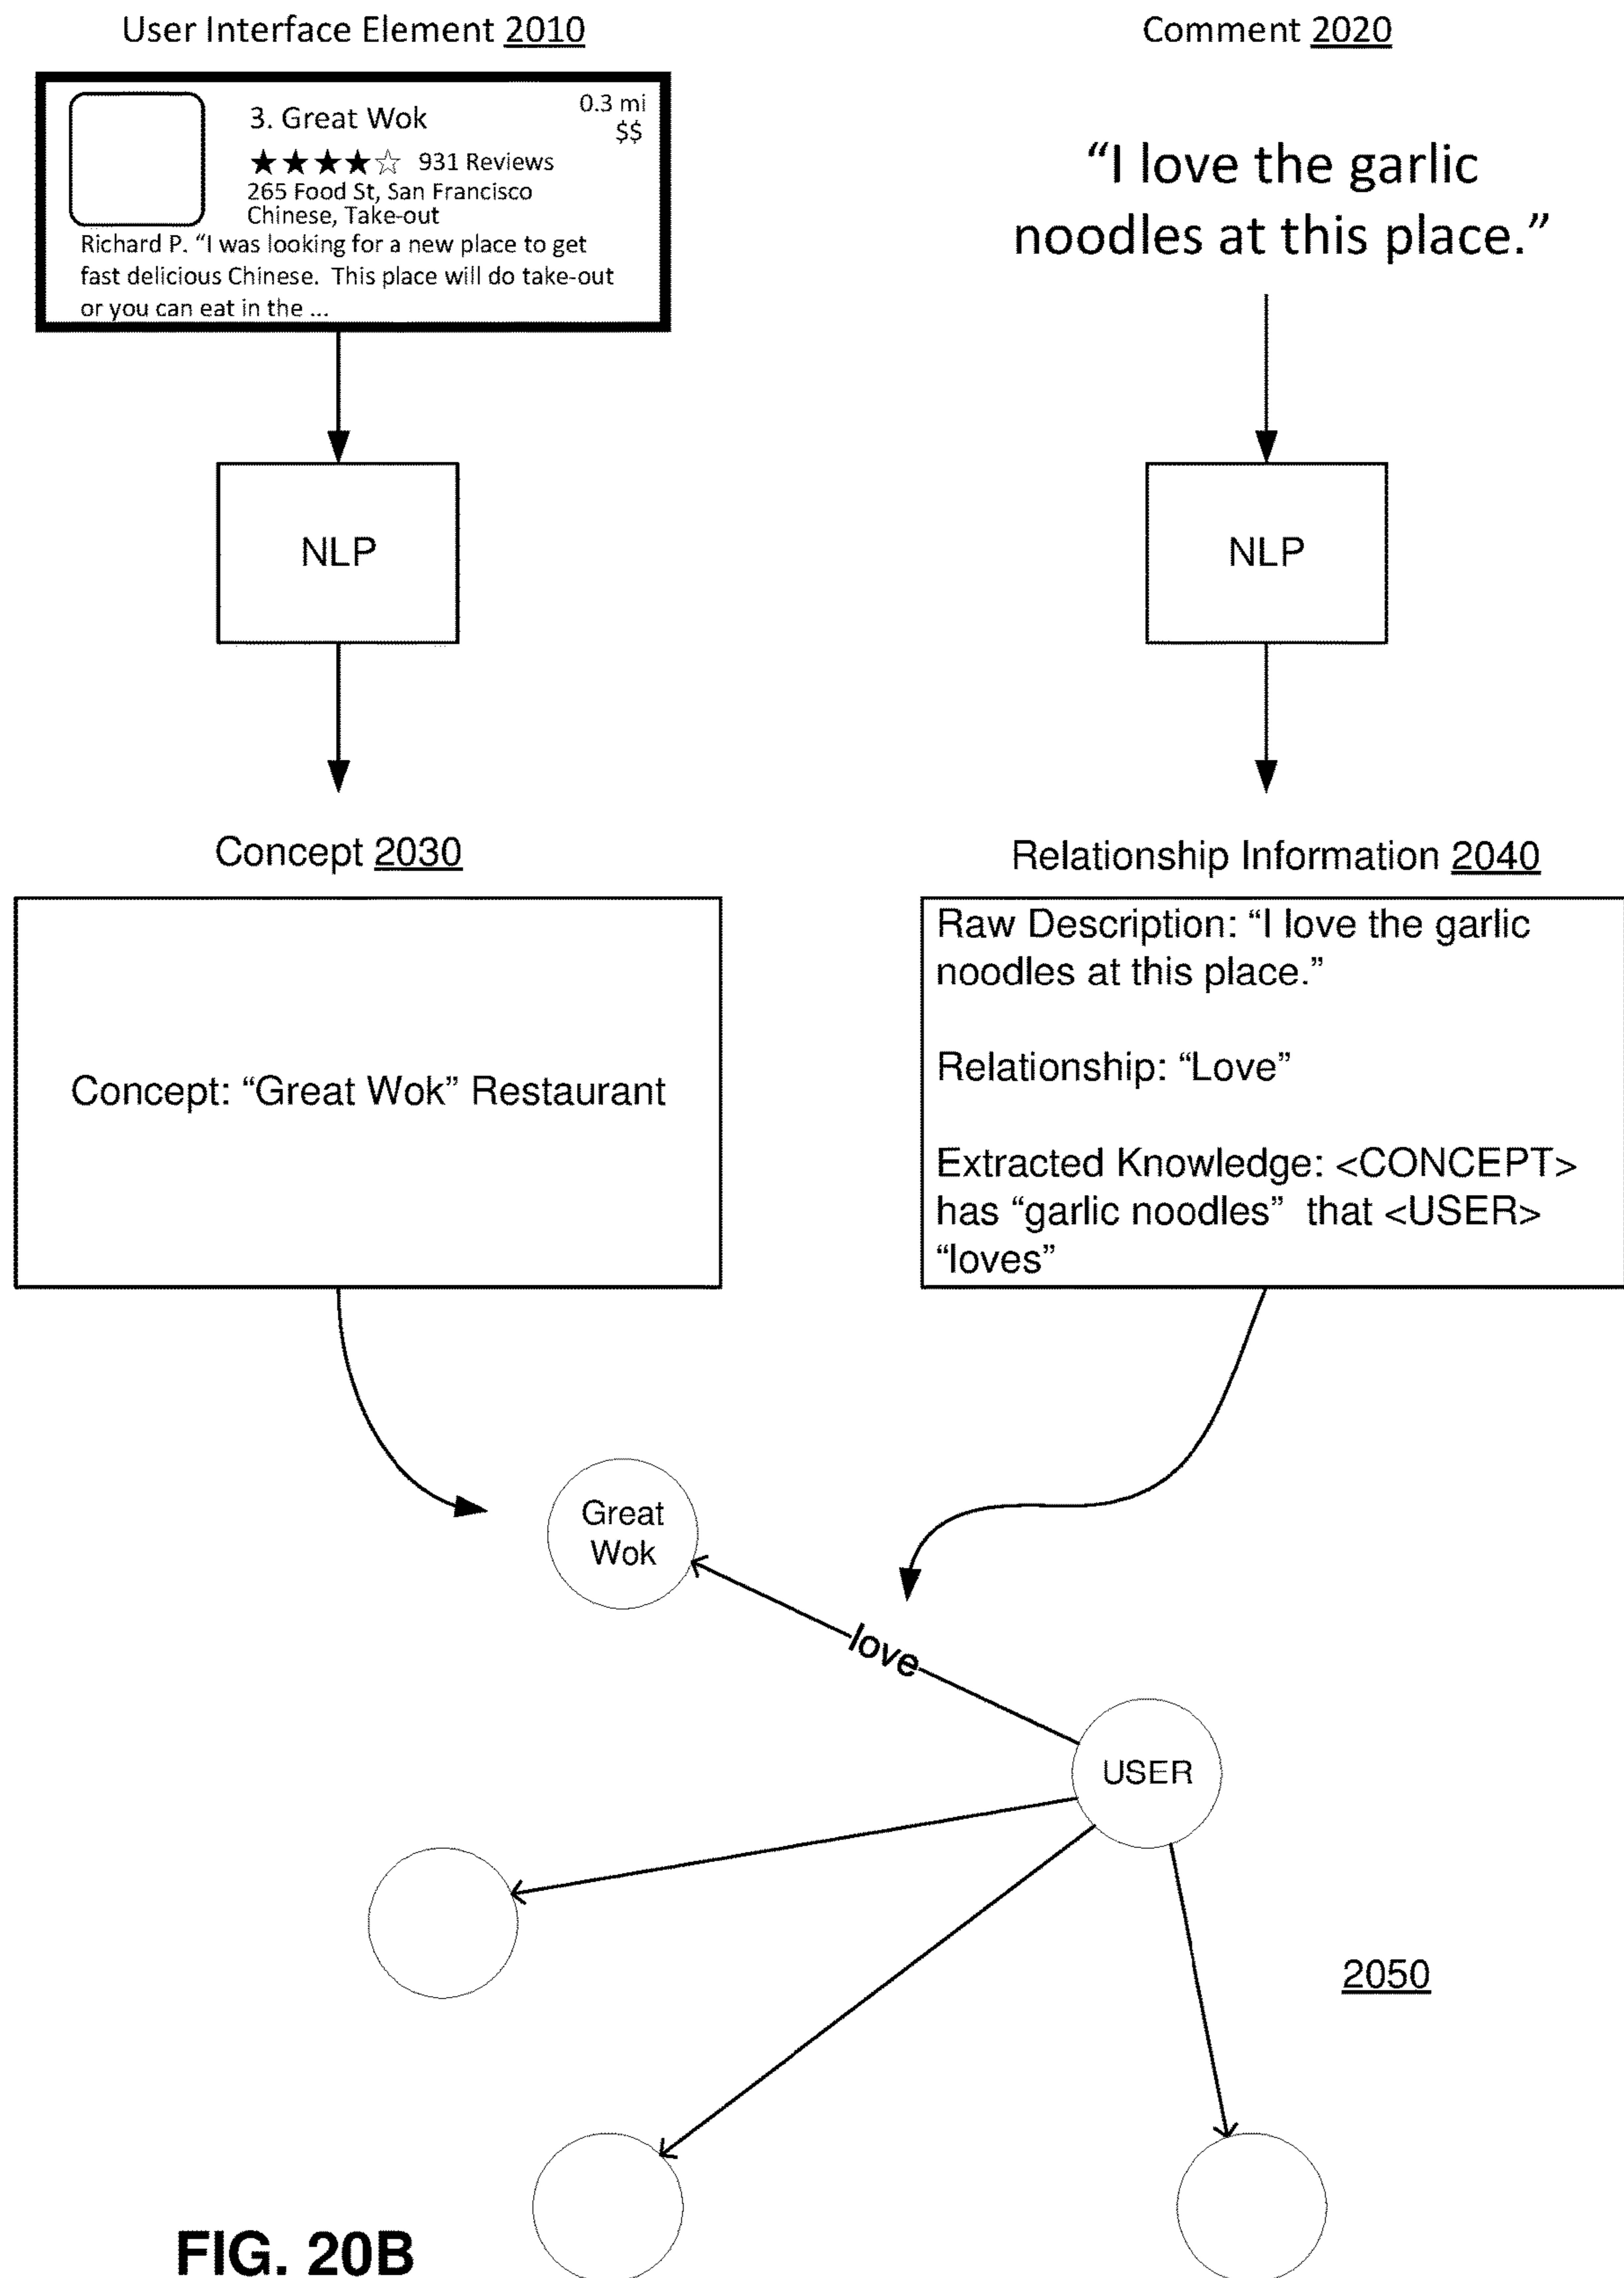 User Interface Element 2010
3. Great Wok
0.3 mi
$$
★★★★☆ 931 Reviews
265 Food St, San Francisco
Chinese, Take-out
Richard P. “I was looking for a new place to get
fast delicious Chinese.  This place will do take-out
or you can eat in the ...
NLP
Concept 2030
Concept: “Great Wok” Restaurant
Comment 2020
“I love the garlic
noodles at this place.”
NLP
Relationship Information 2040
Raw Description: “I love the garlic
noodles at this place.”
Relationship: “Love”
Extracted Knowledge: <CONCEPT>
has “garlic noodles”  that <USER>
“loves”
Great
Wok
love
USER
2050
FIG. 20B